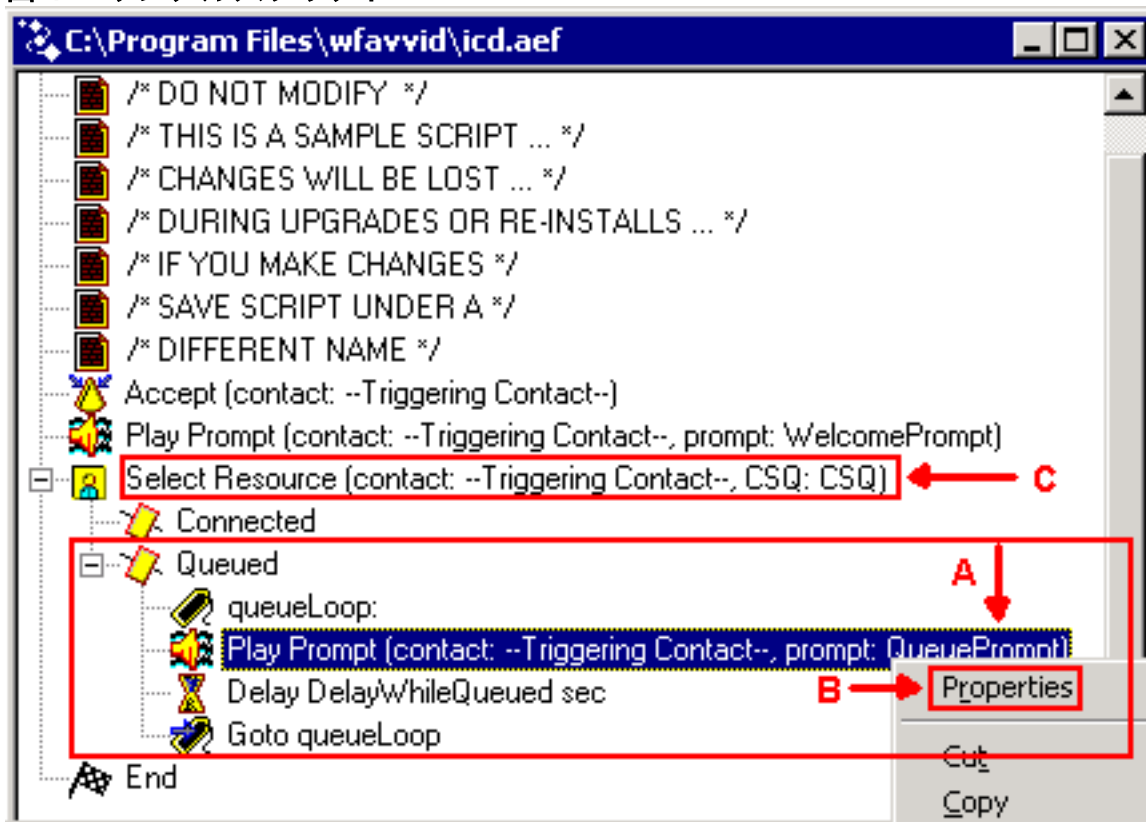 C:\Program Files\wfavvid\icd.aef
/* DO NOT MODIFY */
/* THIS IS A SAMPLE SCRIPT ... */
/* CHANGES WILL BE LOST ... */
/* DURING UPGRADES OR RE-INSTALLS ... */
/* IF YOU MAKE CHANGES */
/* SAVE SCRIPT UNDER A */
/* DIFFERENT NAME */
Accept (contact: --Triggering Contact--)
Play Prompt (contact: --Triggering Contact--, prompt: WelcomePrompt)
Select Resource (contact: --Triggering Contact--, CSQ: CSQ) C
Connected
Queued
A
queueLoop:
Play Prompt (contact: --Triggering Contact--, prompt: QueuePrompt)
B Properties
Delay DelayWhileQueued sec
Goto queueLoop
Cut
End
Copy